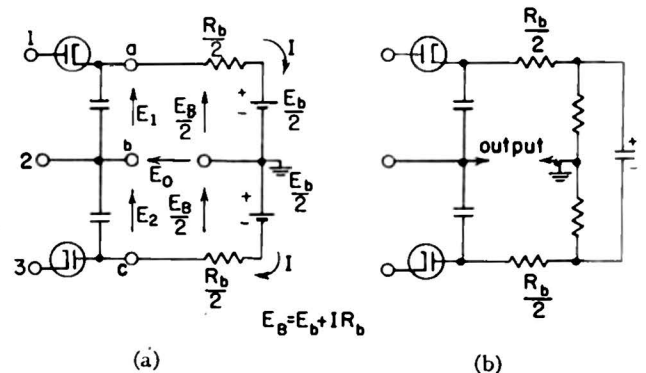 1
a
R_b/2
I
+
-
E_b/2
E_1
E_B/2
2
b
E_0
E_b/2
E_2
E_B/2
+
-
3
c
R_b/2
I
E_B=E_b+IR_b
(a)
R_b/2
output
+
-
R_b/2
(b)